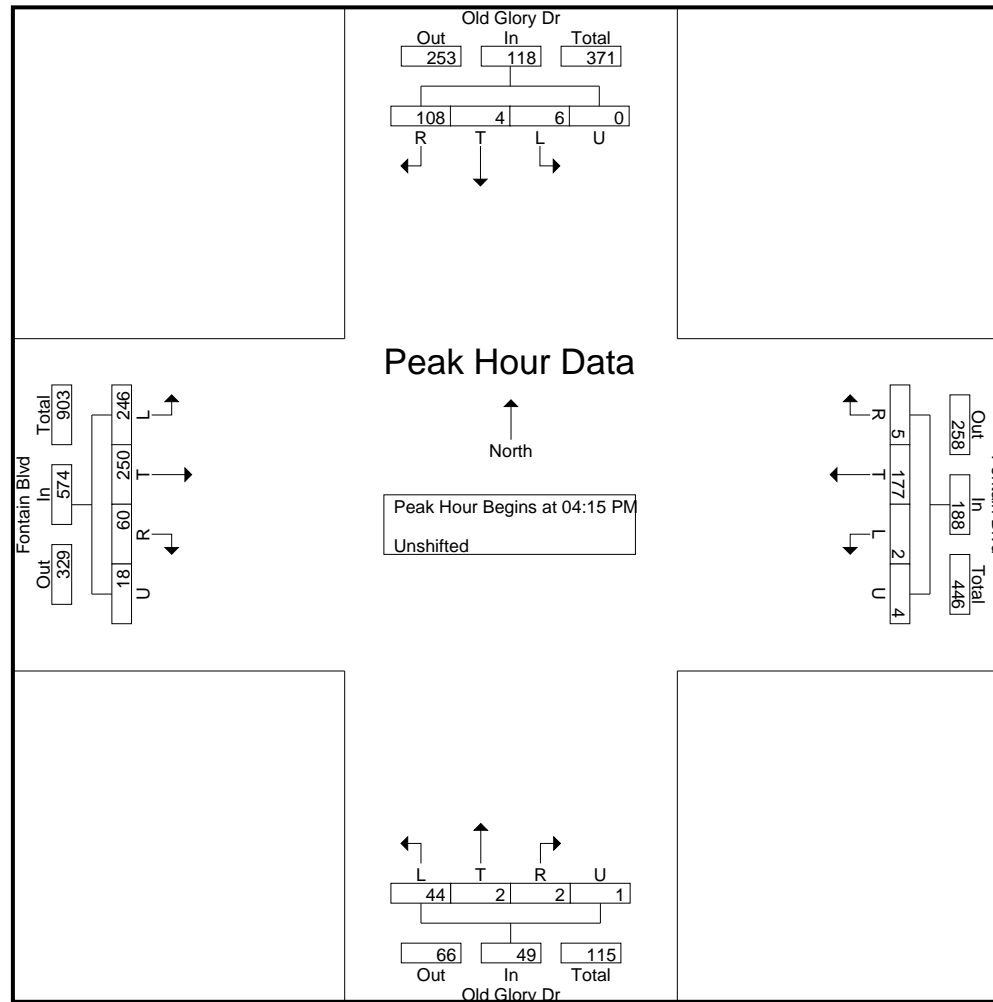 Old Glory Dr
Out In Total
253 118 371
108 4 6 0
R T L U
Peak Hour Data
North
Peak Hour Begins at 04:15 PM
Unshifted
Fontain Blvd
Total In Out
903 574 329
246 250 60 18
L T R U
R T L U
5 177 2 4
Out In Total
258 188 446
L T R U
44 2 2 1
66 49 115
Out In Total
Old Glory Dr